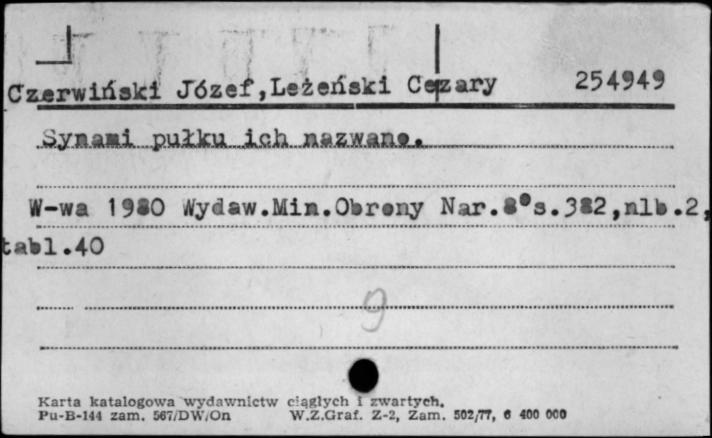 Czerwiński Józef,Leżeński Cezary 254949
Synami pułku ich nazwano.
W-wa 1980 Wydaw.Min.Obrony Nar.8°s.382,nlb.2,
tabl.40
9
Karta katalogowa wydawnictw ciągłych i zwartych.
Pu-B-144 zam. 567/DW/On W.Z.Graf. Z-2, Zam. 502/77, 6 400 000